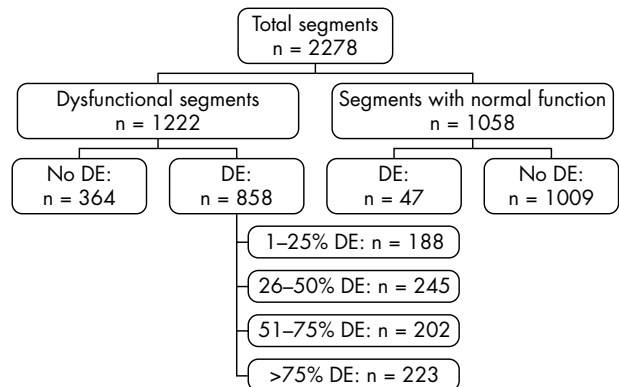 Total segments
n = 2278
Dysfunctional segments
n = 1222
Segments with normal function
n = 1058
No DE:
n = 364
DE:
n = 858
DE:
n = 47
No DE:
n = 1009
1–25% DE: n = 188
26–50% DE: n = 245
51–75% DE: n = 202
>75% DE: n = 223